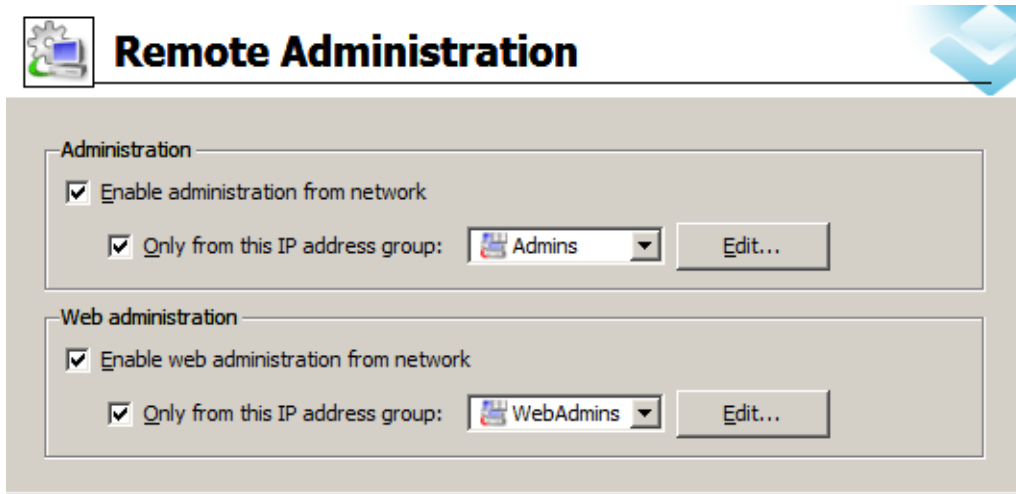 Remote Administration
Administration
Enable administration from network
Only from this IP address group: Admins Edit...
Web administration
Enable web administration from network
Only from this IP address group: WebAdmins Edit...